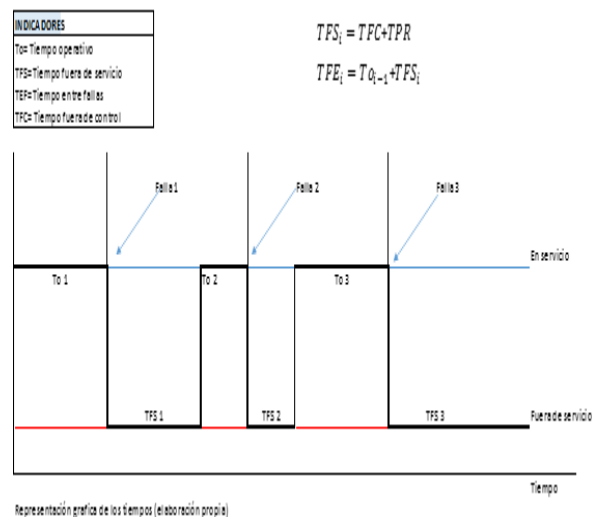 INDICADORES
To= Tiempo operativo
TFS= Tiempo fuera de servicio
TEF= Tiempo entre fallas
TFC= Tiempo fuera de control
TFSᵢ = TFC+TPR
TFEᵢ = Toᵢ₋₁+TFSᵢ
Falla 1
Falla 2
Falla 3
En servicio
To 1
To 2
To 3
TFS 1
TFS 2
TFS 3
Fuera de servicio
Tiempo
Representación grafica de los tiempos (elaboración propia)